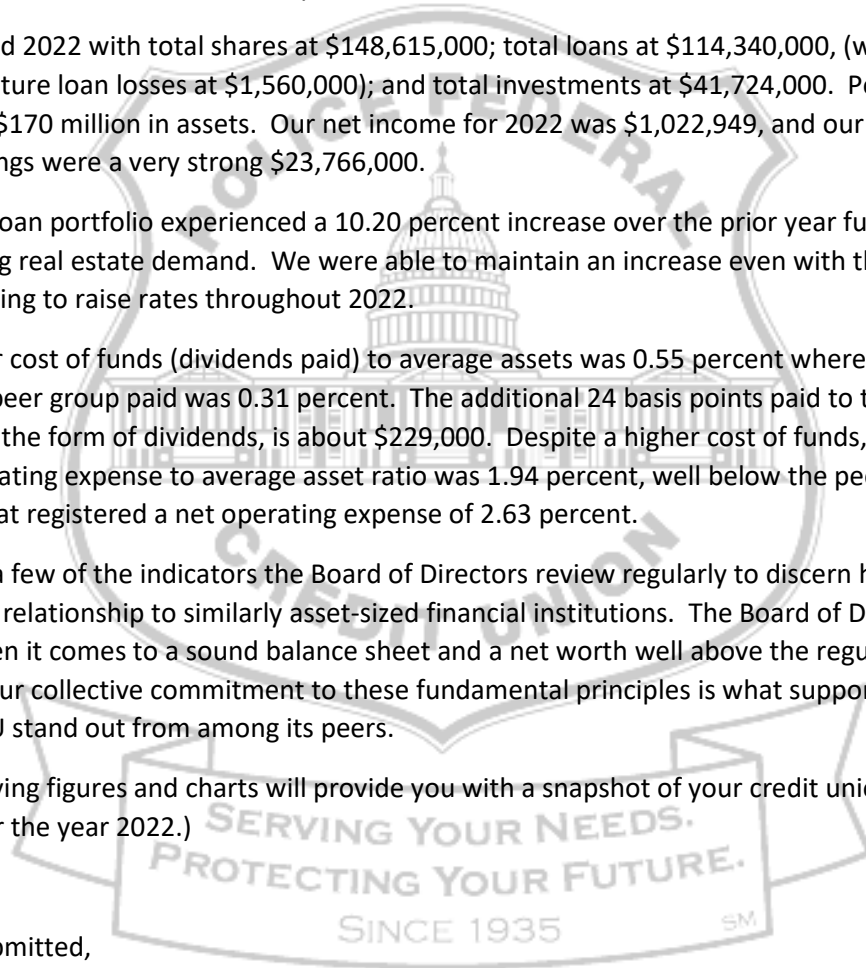 d 2022 with total shares at $148,615,000; total loans at $114,340,000, (w
ture loan losses at $1,560,000); and total investments at $41,724,000. P
$170 million in assets. Our net income for 2022 was $1,022,949, and our
ngs were a very strong $23,766,000.
oan portfolio experienced a 10.20 percent increase over the prior year fu
g real estate demand. We were able to maintain an increase even with t
ing to raise rates throughout 2022.
r cost of funds (dividends paid) to average assets was 0.55 percent where
peer group paid was 0.31 percent. The additional 24 basis points paid to t
the form of dividends, is about $229,000. Despite a higher cost of funds,
ating expense to average asset ratio was 1.94 percent, well below the pe
at registered a net operating expense of 2.63 percent.
a few of the indicators the Board of Directors review regularly to discern h
relationship to similarly asset-sized financial institutions. The Board of D
en it comes to a sound balance sheet and a net worth well above the regu
ur collective commitment to these fundamental principles is what suppor
U stand out from among its peers.
ying figures and charts will provide you with a snapshot of your credit uni
r the year 2022.)
omitted,
POLICE FEDERAL
CREDIT UNION
SERVING YOUR NEEDS.
PROTECTING YOUR FUTURE.
SINCE 1935 SM